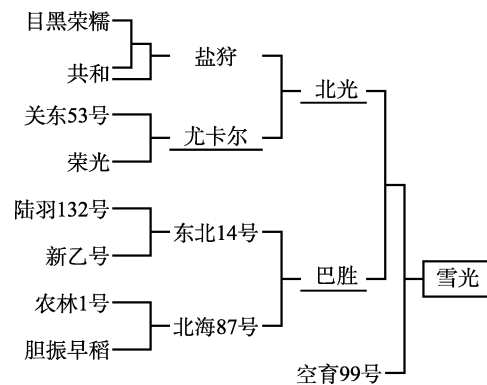 目黑荣糯
共和
盐狩
关东53号
荣光
尤卡尔
北光
陆羽132号
新乙号
东北14号
农林1号
胆振早稻
北海87号
巴胜
空育99号
雪光